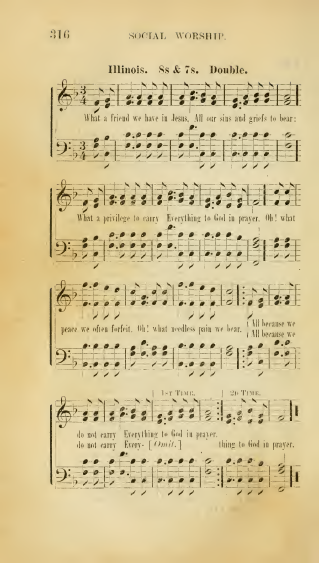 316
SOCIAL WORSHIP.
Illinois. 8s & 7s. Double.
What a friend we have in Jesus, All our sins and griefs to bear;
What a privilege to carry Everything to God in prayer. Oh! what
peace we often forfeit, Oh! what needless pain we bear, { All because we
{ All because we
1ST TIME. 2D TIME.
do not carry Everything to God in prayer.
do not carry Every- [Omit.] thing to God in prayer.